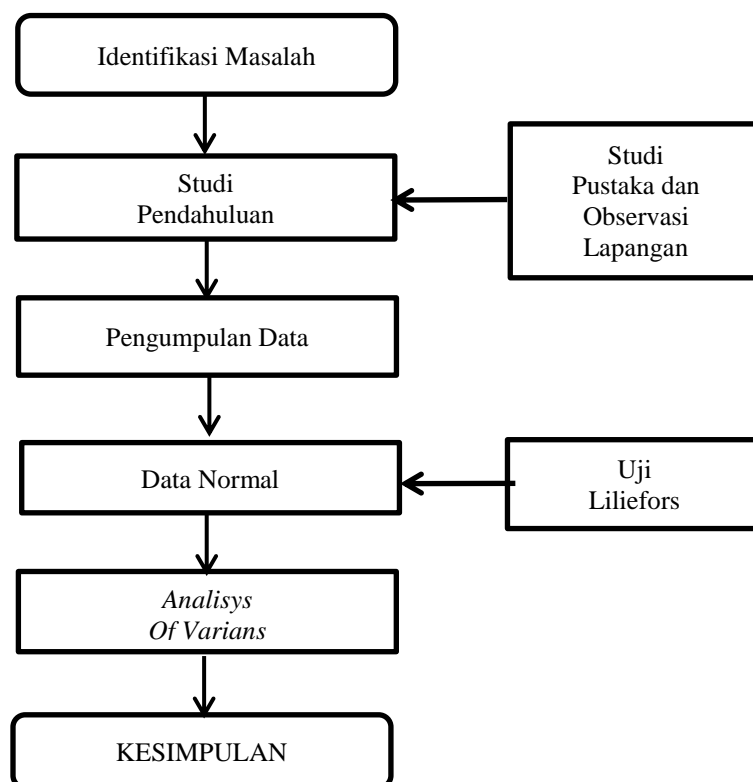 Identifikasi Masalah
Studi
Pendahuluan
Studi
Pustaka dan
Observasi
Lapangan
Pengumpulan Data
Data Normal
Uji
Liliefors
Analisys
Of Varians
KESIMPULAN